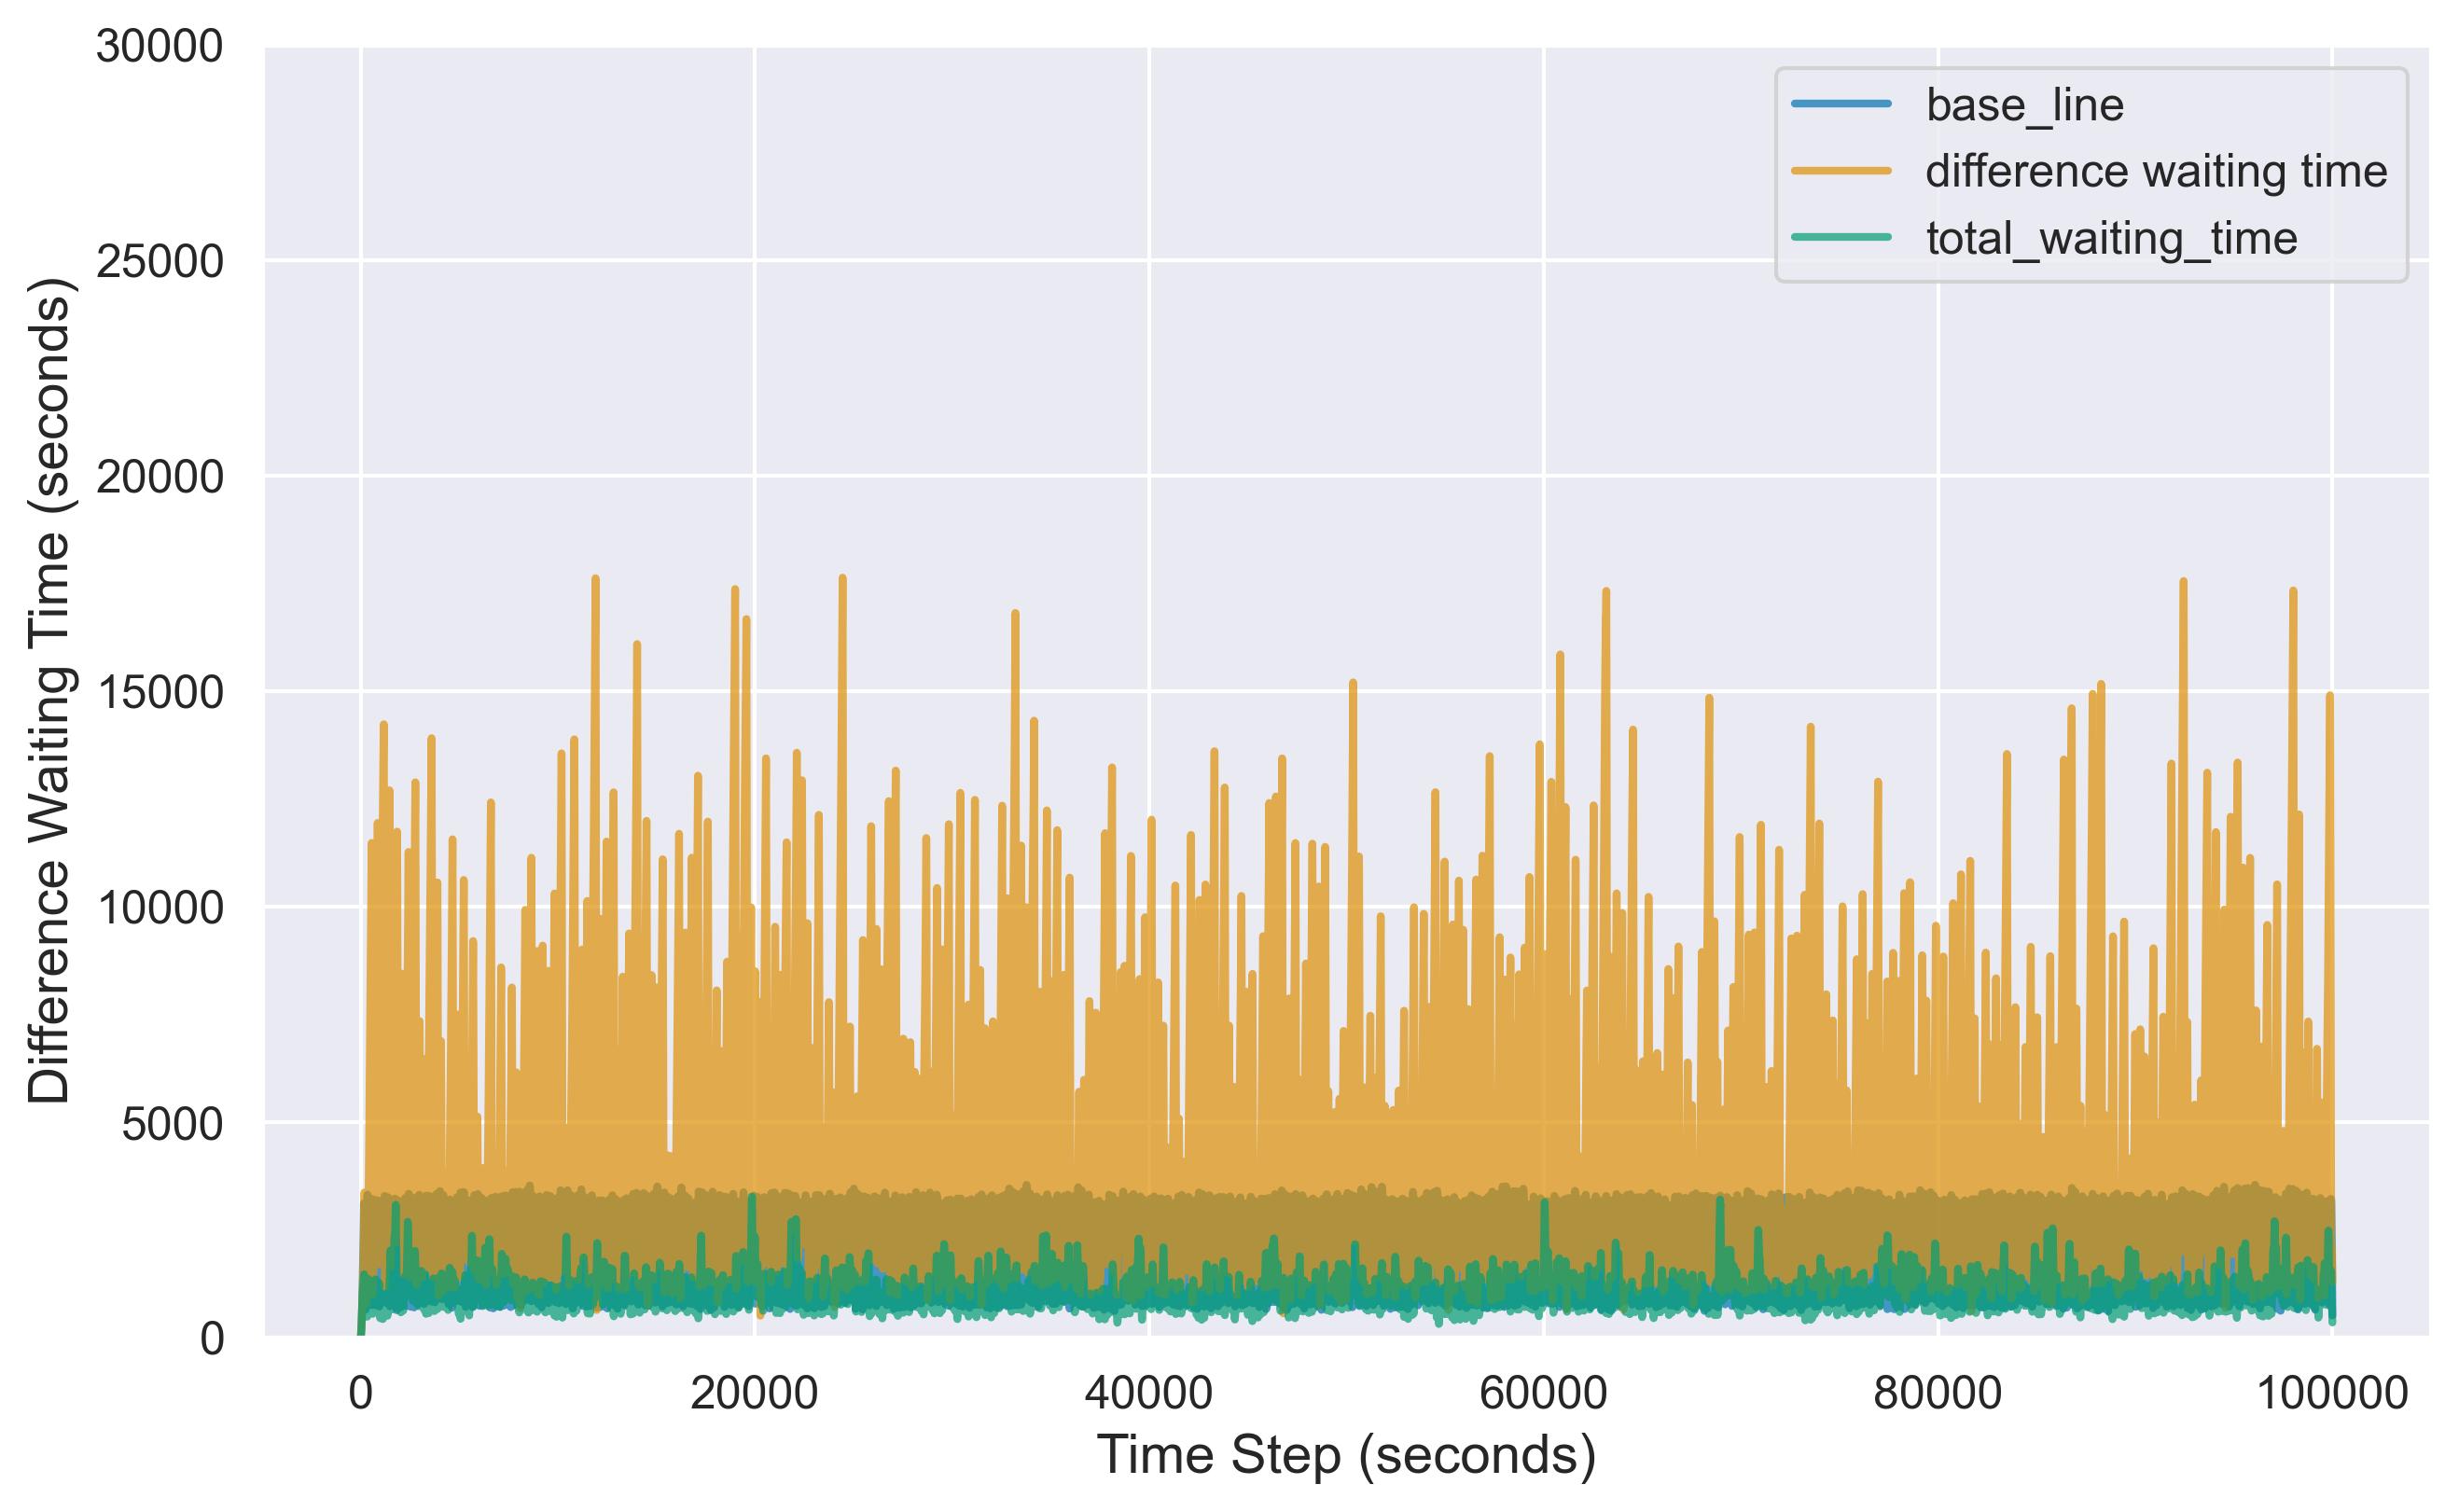 30000
25000
20000
15000
10000
5000
0
Difference Waiting Time (seconds)
base_line
difference waiting time
total_waiting_time
0 20000 40000 60000 80000 100000
Time Step (seconds)